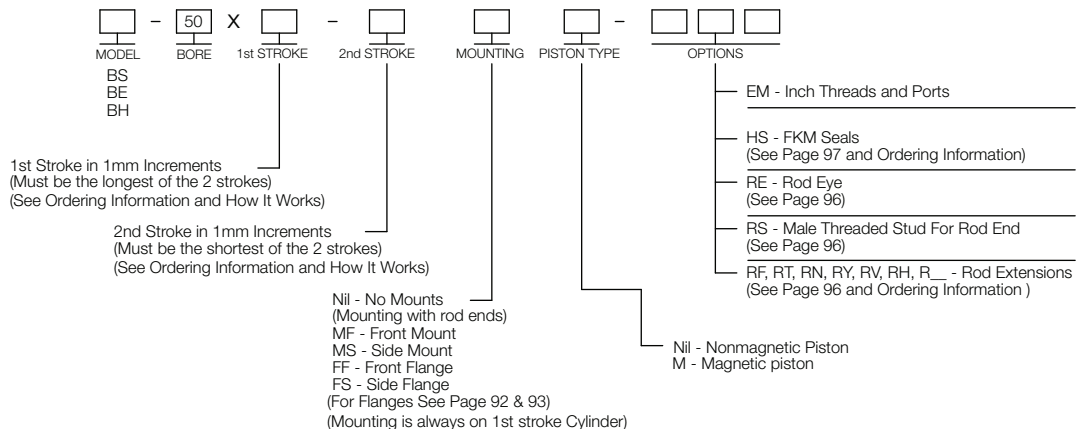 - 50 X - -
MODEL BORE 1st STROKE 2nd STROKE MOUNTING PISTON TYPE OPTIONS
BS
BE
BH
EM - Inch Threads and Ports
HS - FKM Seals
(See Page 97 and Ordering Information)
RE - Rod Eye
(See Page 96)
RS - Male Threaded Stud For Rod End
(See Page 96)
RF, RT, RN, RY, RV, RH, R__ - Rod Extensions
(See Page 96 and Ordering Information )
1st Stroke in 1mm Increments
(Must be the longest of the 2 strokes)
(See Ordering Information and How It Works)
2nd Stroke in 1mm Increments
(Must be the shortest of the 2 strokes)
(See Ordering Information and How It Works)
Nil - No Mounts
(Mounting with rod ends)
MF - Front Mount
MS - Side Mount
FF - Front Flange
FS - Side Flange
(For Flanges See Page 92 & 93)
(Mounting is always on 1st stroke Cylinder)
Nil - Nonmagnetic Piston
M - Magnetic piston